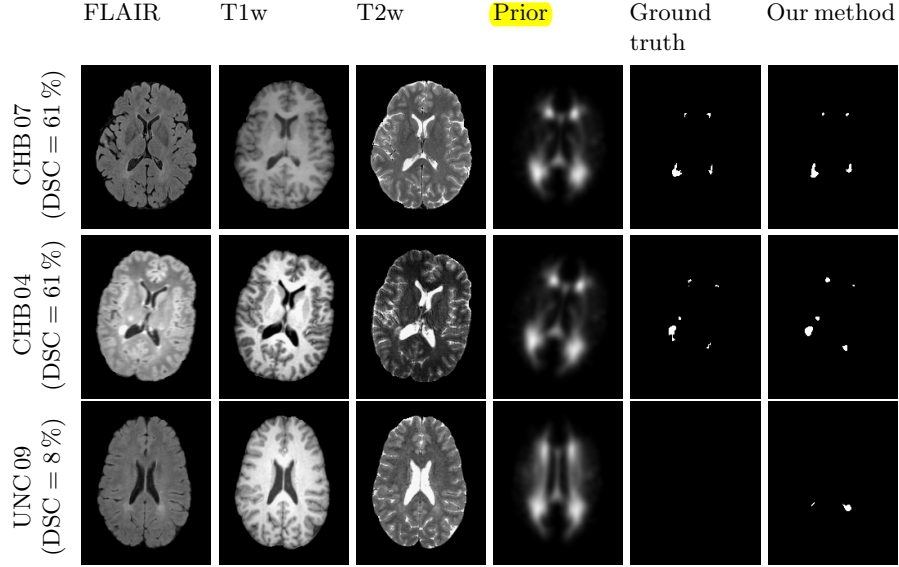 FLAIR T1w T2w Prior Ground truth Our method
CHB 07
(DSC = 61 %)
CHB 04
(DSC = 61 %)
UNC 09
(DSC = 8 %)